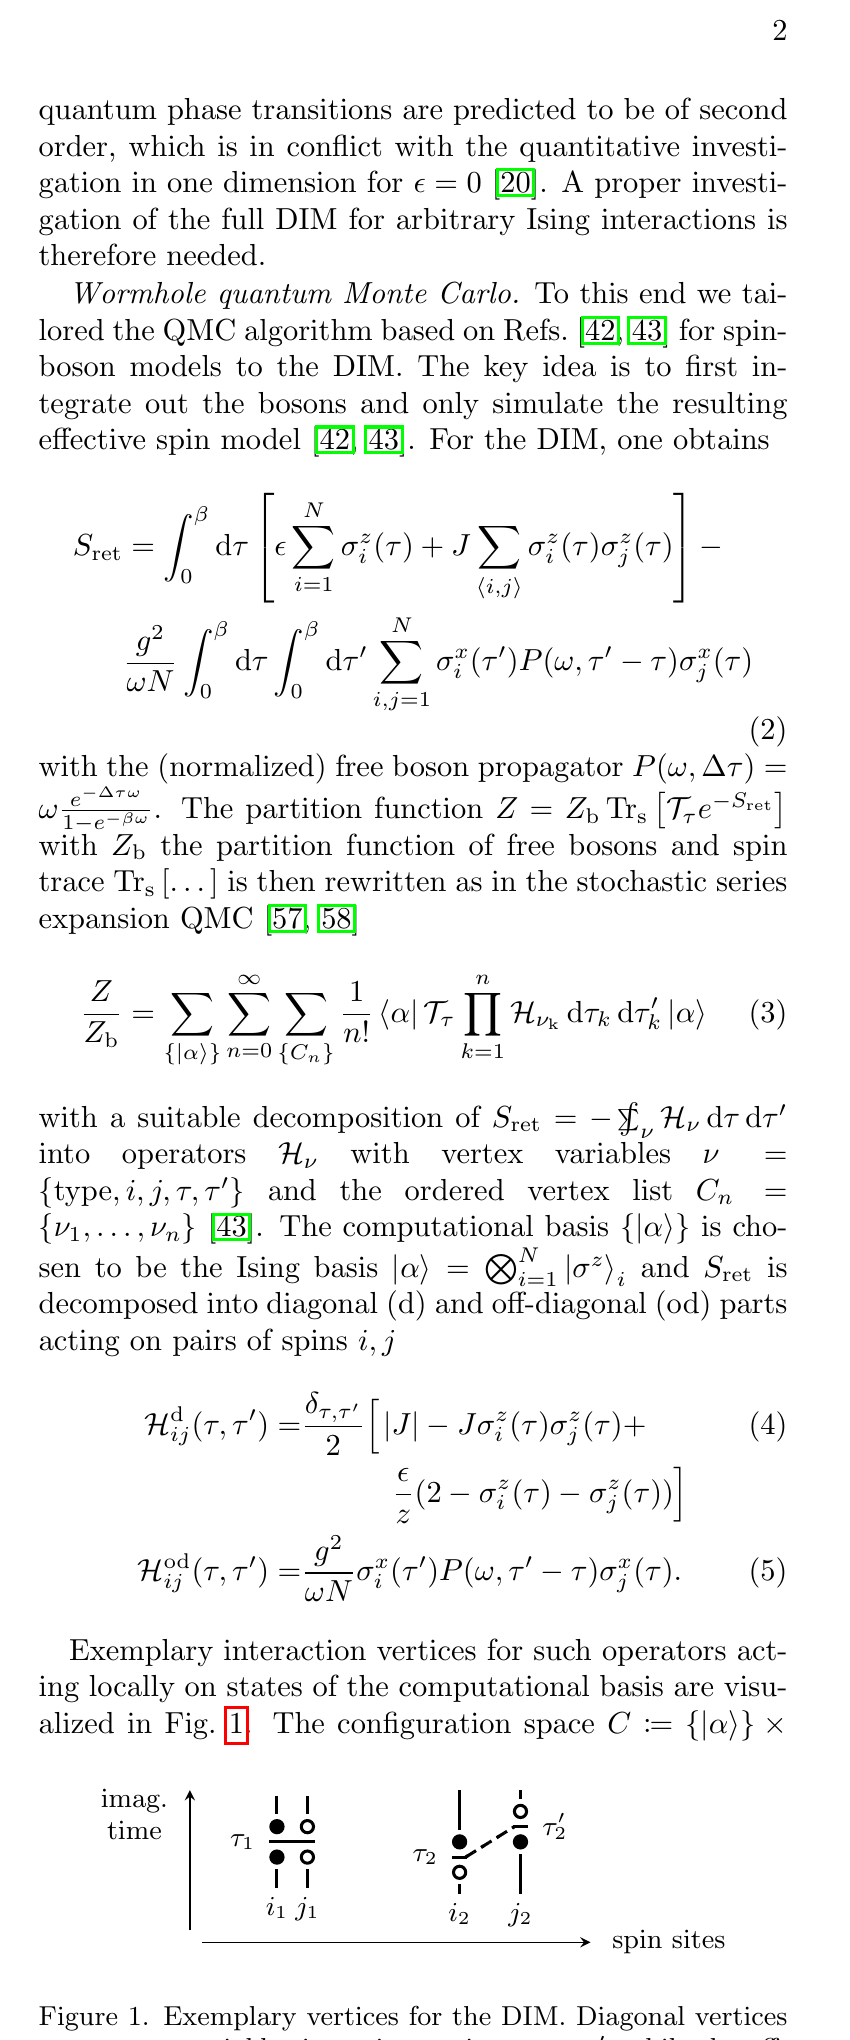 2
quantum phase transitions are predicted to be of second
order, which is in conflict with the quantitative investi-
gation in one dimension for ϵ = 0 [20]. A proper investi-
gation of the full DIM for arbitrary Ising interactions is
therefore needed.
Wormhole quantum Monte Carlo. To this end we tai-
lored the QMC algorithm based on Refs. [42, 43] for spin-
boson models to the DIM. The key idea is to first in-
tegrate out the bosons and only simulate the resulting
effective spin model [42, 43]. For the DIM, one obtains
S_ret = ∫_0^β dτ [ϵ ∑_{i=1}^N σ_i^z(τ) + J ∑_{⟨i,j⟩} σ_i^z(τ)σ_j^z(τ)] −
g²/(ωN) ∫_0^β dτ ∫_0^β dτ′ ∑_{i,j=1}^N σ_i^x(τ′)P(ω, τ′ − τ)σ_j^x(τ)
(2)
with the (normalized) free boson propagator P(ω, Δτ) =
ω e^{−Δτω}/(1−e^{−βω}). The partition function Z = Z_b Tr_s [𝒯_τ e^{−S_ret}]
with Z_b the partition function of free bosons and spin
trace Tr_s [. . . ] is then rewritten as in the stochastic series
expansion QMC [57, 58]
Z/Z_b = ∑_{{|α⟩}} ∑_{n=0}^∞ ∑_{{C_n}} 1/n! ⟨α| 𝒯_τ ∏_{k=1}^n ℋ_{ν_k} dτ_k dτ′_k |α⟩ (3)
with a suitable decomposition of S_ret = −⨋_ν ℋ_ν dτ dτ′
into operators ℋ_ν with vertex variables ν =
{type, i, j, τ, τ′} and the ordered vertex list C_n =
{ν_1, . . . , ν_n} [43]. The computational basis {|α⟩} is cho-
sen to be the Ising basis |α⟩ = ⨂_{i=1}^N |σ^z⟩_i and S_ret is
decomposed into diagonal (d) and off-diagonal (od) parts
acting on pairs of spins i, j
ℋ_ij^d(τ, τ′) = δ_{τ,τ′}/2 [|J| − Jσ_i^z(τ)σ_j^z(τ)+ (4)
ϵ/z (2 − σ_i^z(τ) − σ_j^z(τ))]
ℋ_ij^od(τ, τ′) = g²/(ωN) σ_i^x(τ′)P(ω, τ′ − τ)σ_j^x(τ). (5)
Exemplary interaction vertices for such operators act-
ing locally on states of the computational basis are visu-
alized in Fig. 1. The configuration space C := {|α⟩} ×
imag.
time
τ_1
i_1 j_1
τ_2
τ′_2
i_2 j_2
spin sites
Figure 1. Exemplary vertices for the DIM. Diagonal vertices